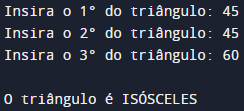 Insira o 1° do triângulo: 45
Insira o 2° do triângulo: 45
Insira o 3° do triângulo: 60
O triângulo é ISÓSCELES